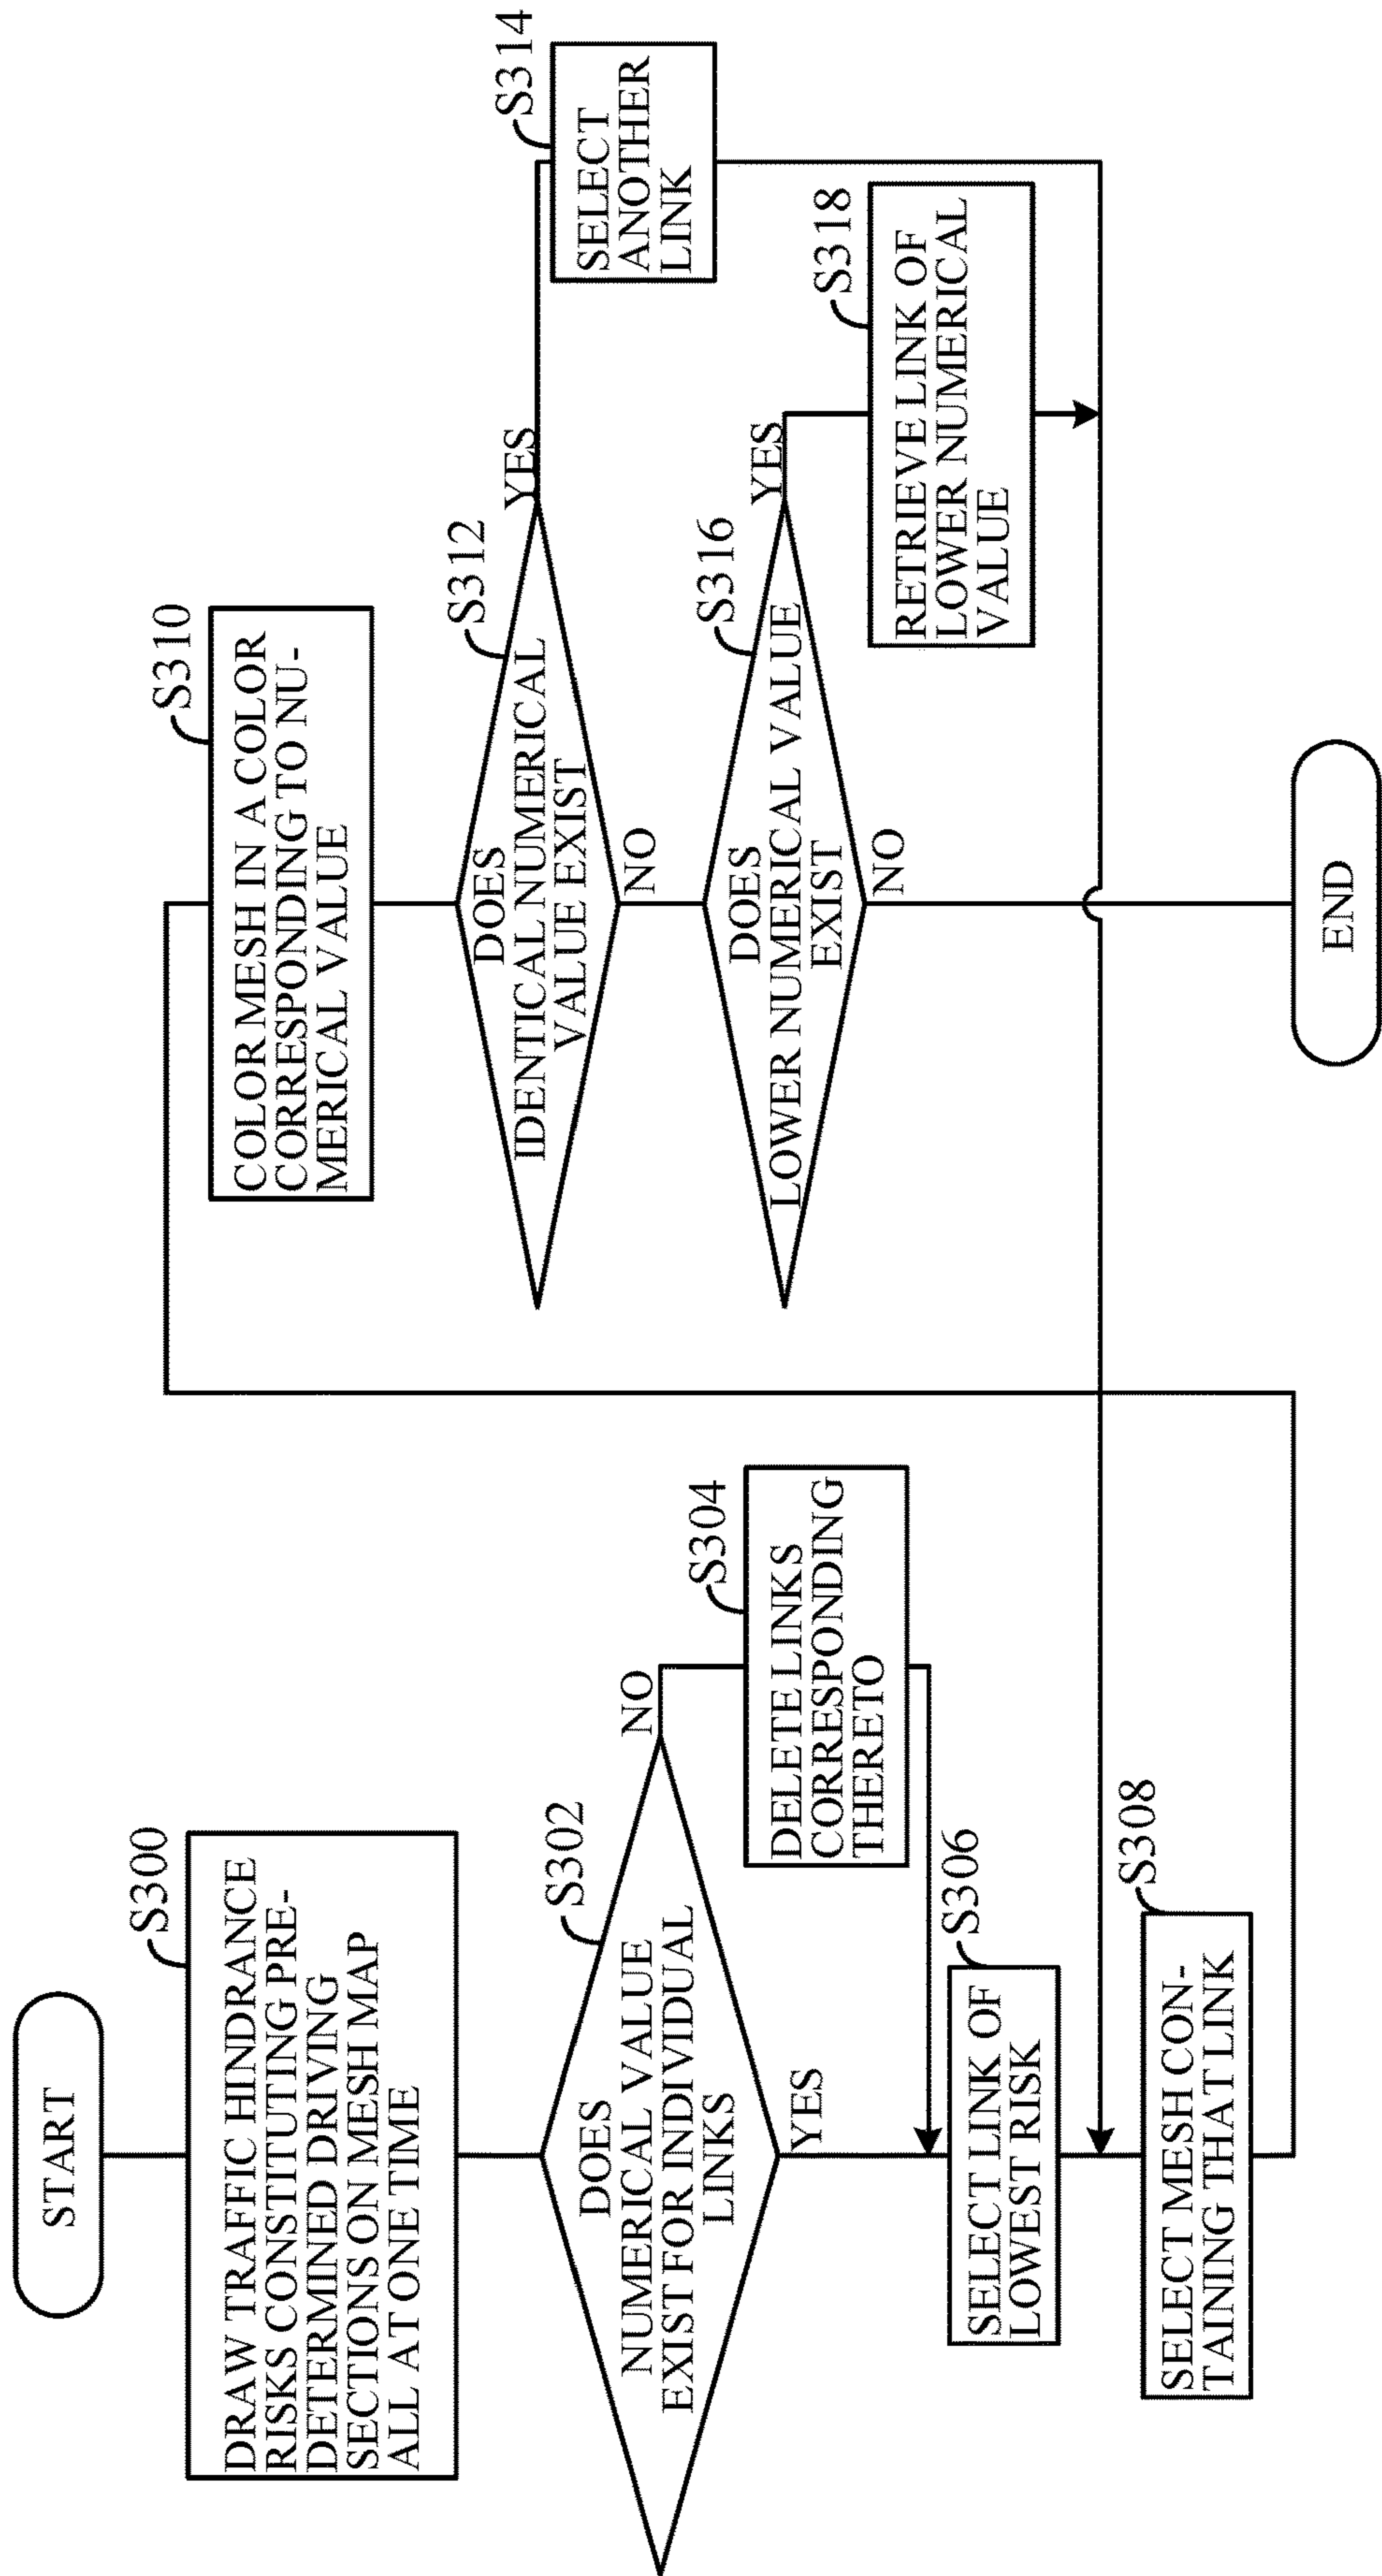 START
S300
DRAW TRAFFIC HINDRANCE
RISKS CONSTITUTING PRE-
DETERMINED DRIVING
SECTIONS ON MESH MAP
ALL AT ONE TIME
S302
DOES
NUMERICAL VALUE
EXIST FOR INDIVIDUAL
LINKS
NO
YES
S304
DELETE LINKS
CORRESPONDING
THERETO
S306
SELECT LINK OF
LOWEST RISK
S308
SELECT MESH CON-
TAINING THAT LINK
S310
COLOR MESH IN A COLOR
CORRESPONDING TO NU-
MERICAL VALUE
S312
DOES
IDENTICAL NUMERICAL
VALUE EXIST
YES
NO
S314
SELECT
ANOTHER
LINK
S316
DOES
LOWER NUMERICAL VALUE
EXIST
YES
NO
S318
RETRIEVE LINK OF
LOWER NUMERICAL
VALUE
END